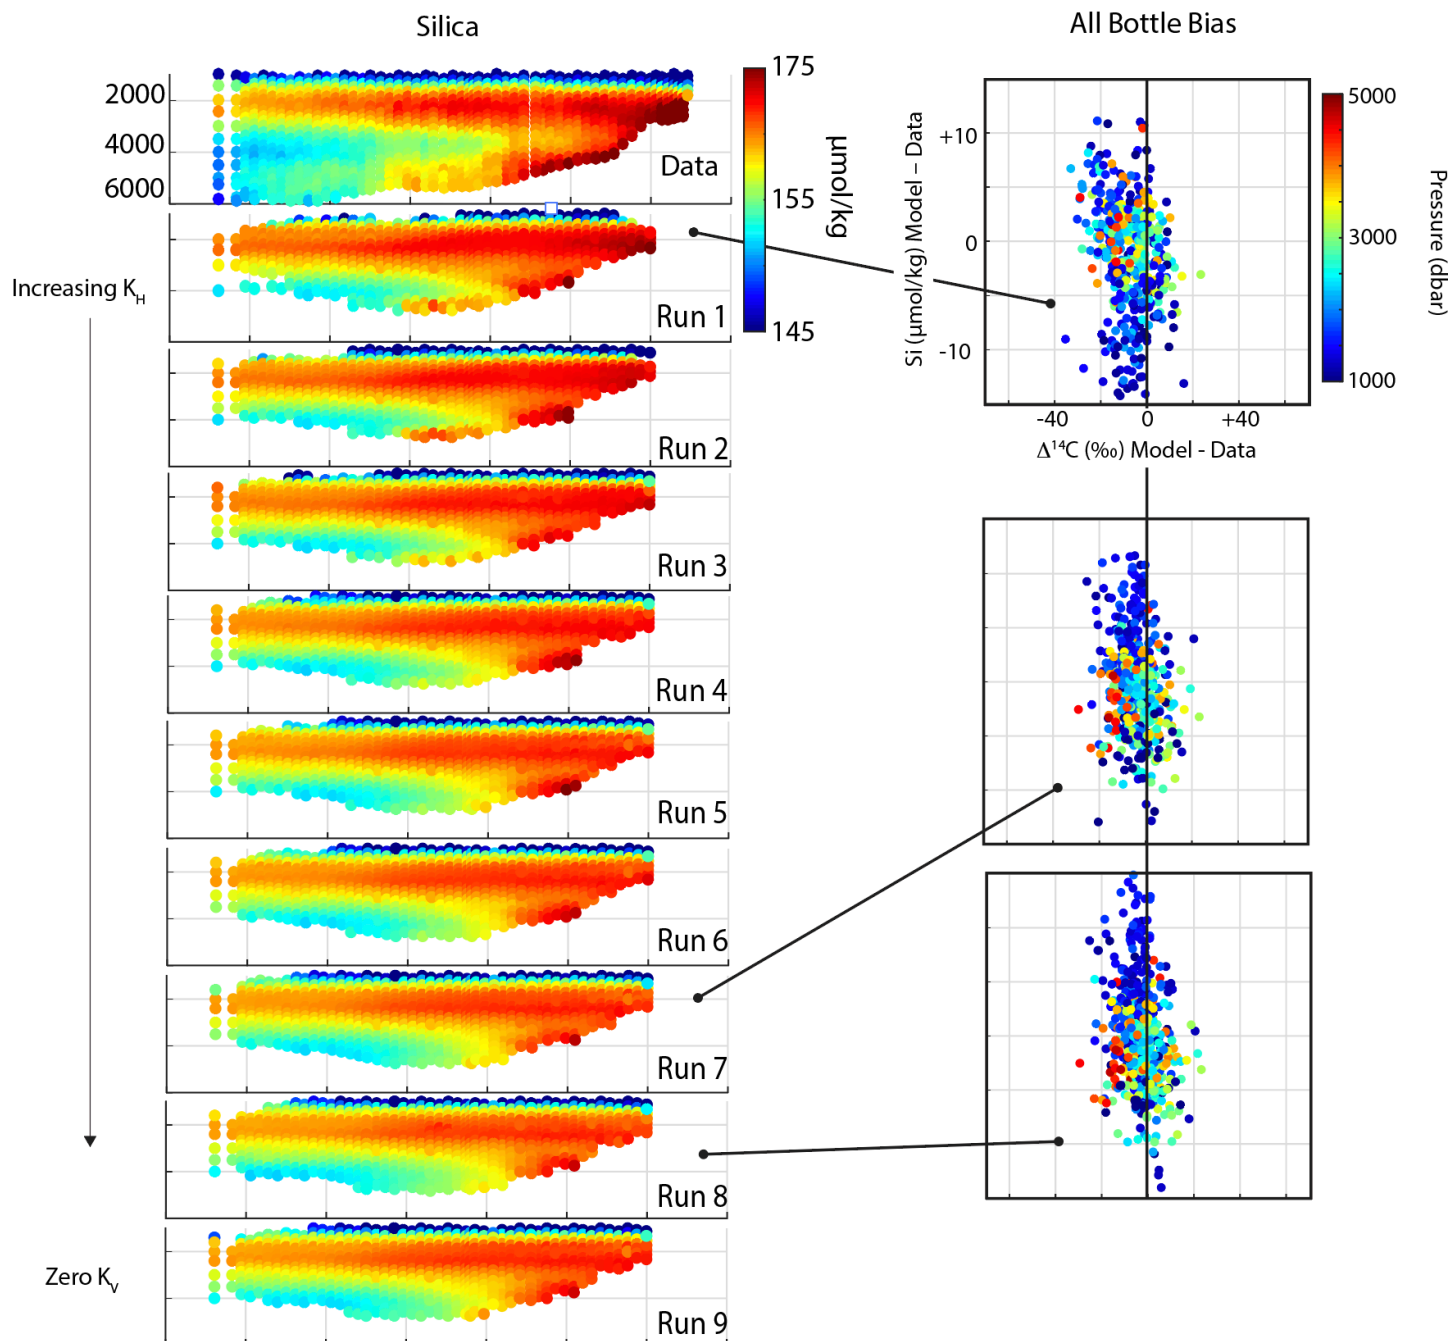 Silica
All Bottle Bias
2000
4000
6000
Data
175
155
145
μmol/kg
Run 1
Increasing K_H
Run 2
Run 3
Run 4
Run 5
Run 6
Run 7
Run 8
Zero K_V
Run 9
Si (μmol/kg) Model – Data
+10
0
-10
-40
0
+40
Δ¹⁴C (‰) Model - Data
5000
3000
1000
Pressure (dbar)